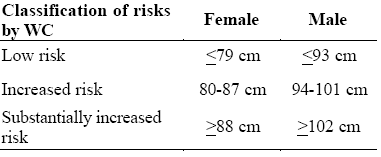 Classification of risks by WC Female Male
Low risk ≤79 cm ≤93 cm
Increased risk 80-87 cm 94-101 cm
Substantially increased risk ≥88 cm ≥102 cm